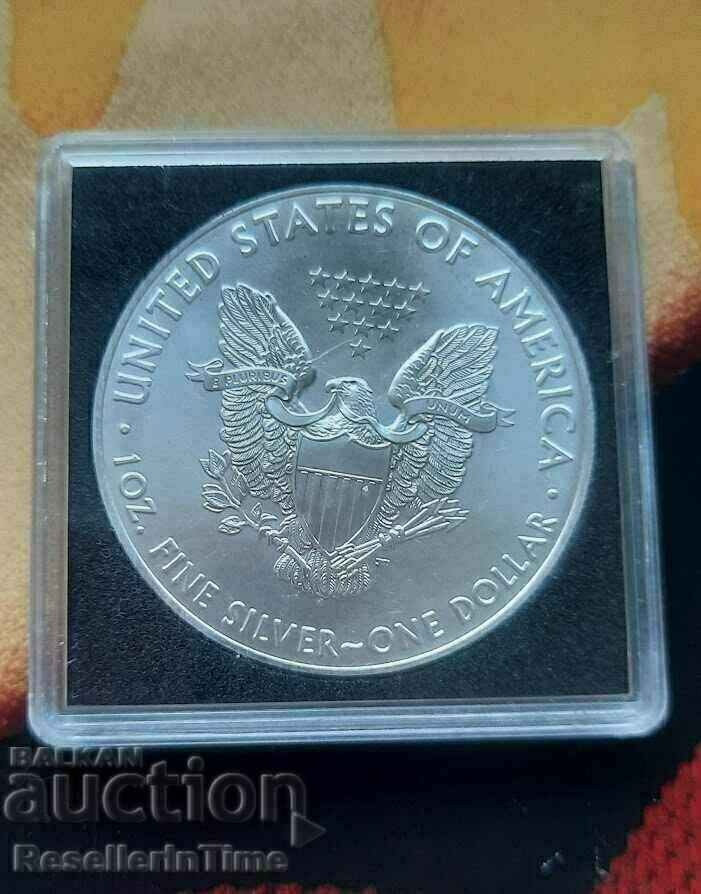 UNITED STATES OF AMERICA
E PLURIBUS
UNUM
1 OZ. FINE SILVER~ONE DOLLAR
BALKAN
auction
ResellerInTime